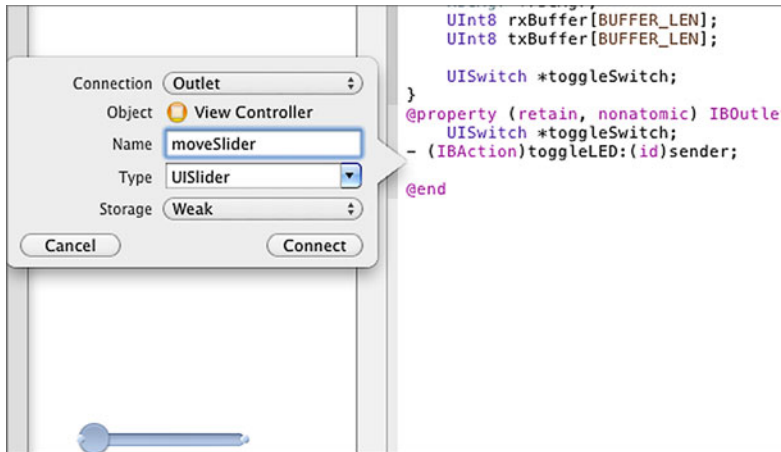 Connection Outlet
Object View Controller
Name moveSlider
Type UISlider
Storage Weak
Cancel Connect
UInt8 rxBuffer[BUFFER_LEN];
UInt8 txBuffer[BUFFER_LEN];
UISwitch *toggleSwitch;
}
@property (retain, nonatomic) IBOutle
UISwitch *toggleSwitch;
- (IBAction)toggleLED:(id)sender;
@end